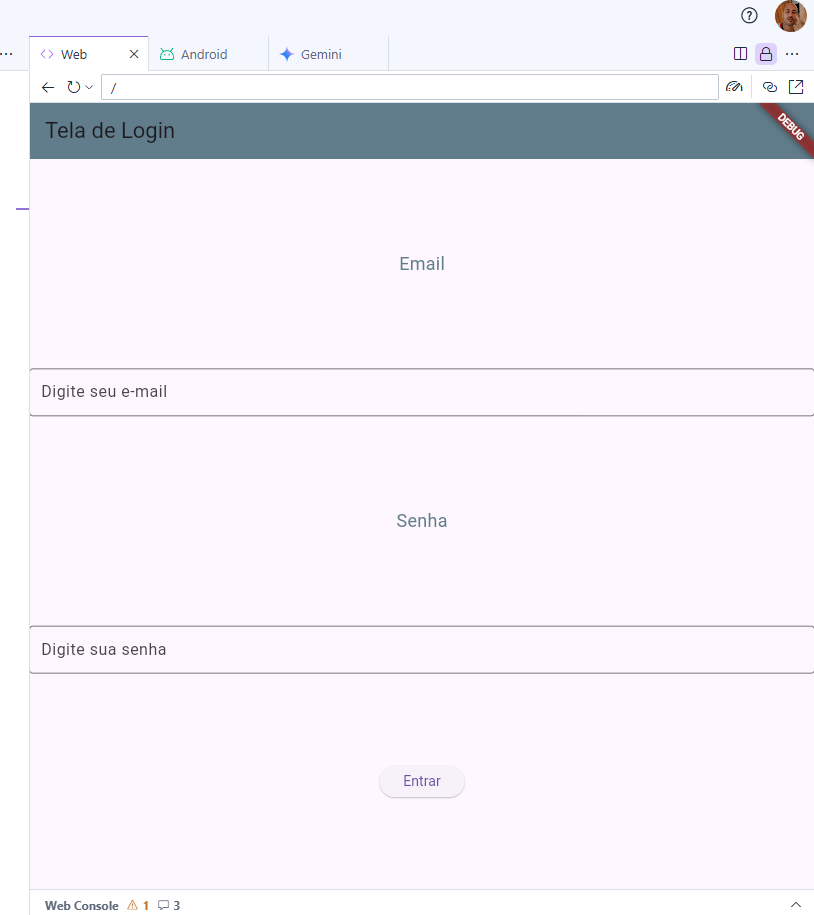 Web
Android
Gemini
/
Tela de Login
DEBUG
Email
Digite seu e-mail
Senha
Digite sua senha
Entrar
Web Console 1 3